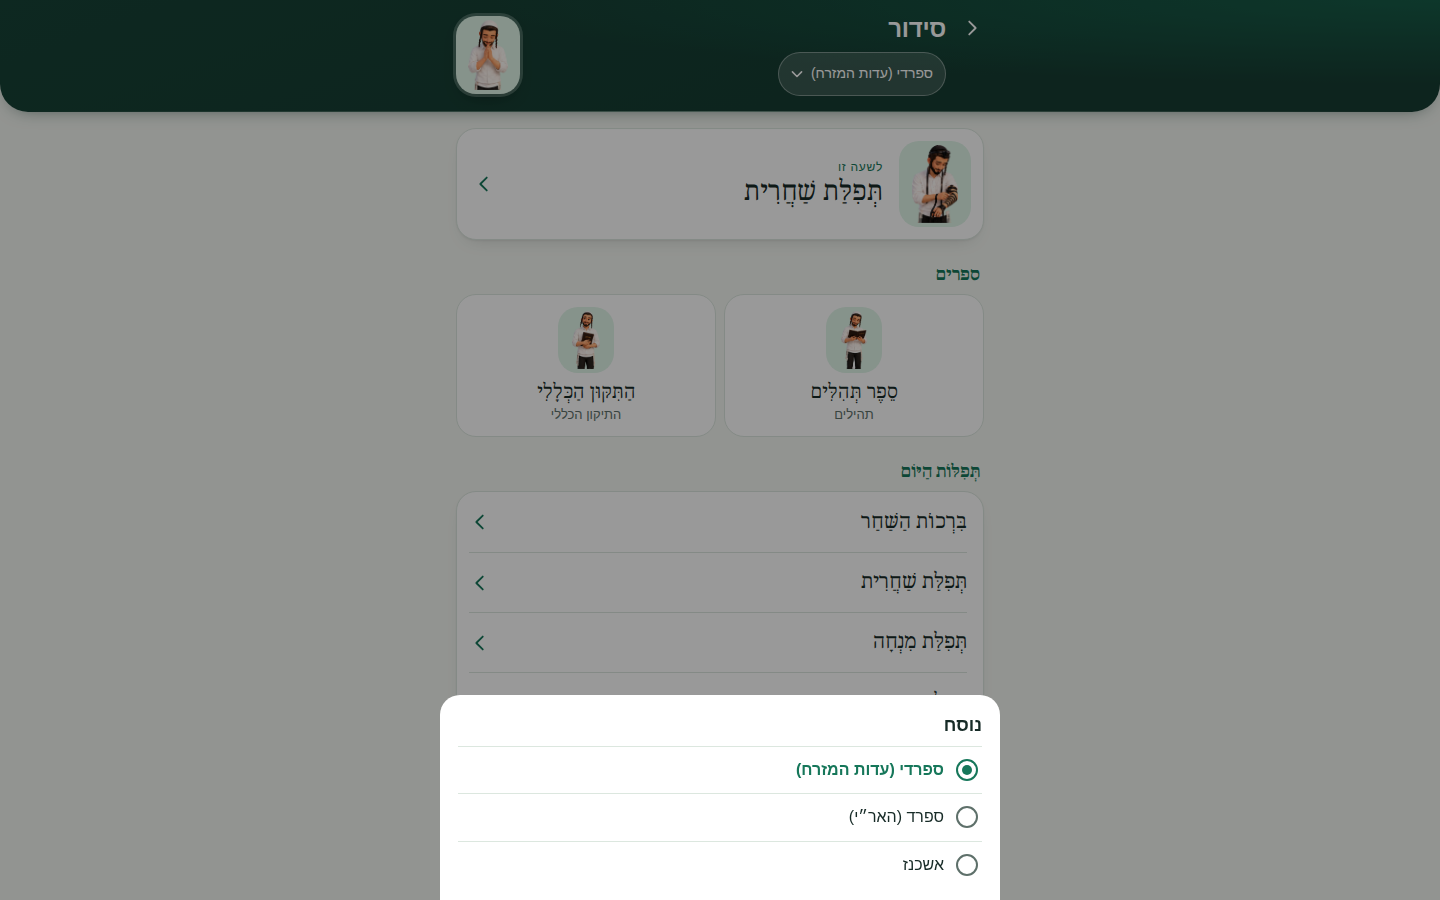 סידור
ספרדי (עדות המזרח)
לשעה זו
תְּפִלַּת שַׁחֲרִית
ספרים
סֵפֶר תְּהִלִּים
תהילים
הַתִּקּוּן הַכְּלָלִי
התיקון הכללי
תְּפִלּוֹת הַיּוֹם
בִּרְכוֹת הַשַּׁחַר
תְּפִלַּת שַׁחֲרִית
תְּפִלַּת מִנְחָה
נוסח
ספרדי (עדות המזרח)
ספרד (האר״י)
אשכנז